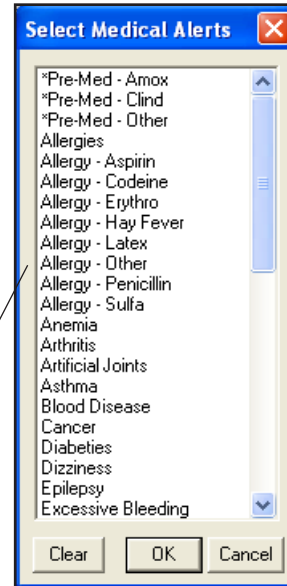 Select Medical Alerts
*Pre-Med - Amox
*Pre-Med - Clind
*Pre-Med - Other
Allergies
Allergy - Aspirin
Allergy - Codeine
Allergy - Erythro
Allergy - Hay Fever
Allergy - Latex
Allergy - Other
Allergy - Penicillin
Allergy - Sulfa
Anemia
Arthritis
Artificial Joints
Asthma
Blood Disease
Cancer
Diabeties
Dizziness
Epilepsy
Excessive Bleeding
Clear OK Cancel